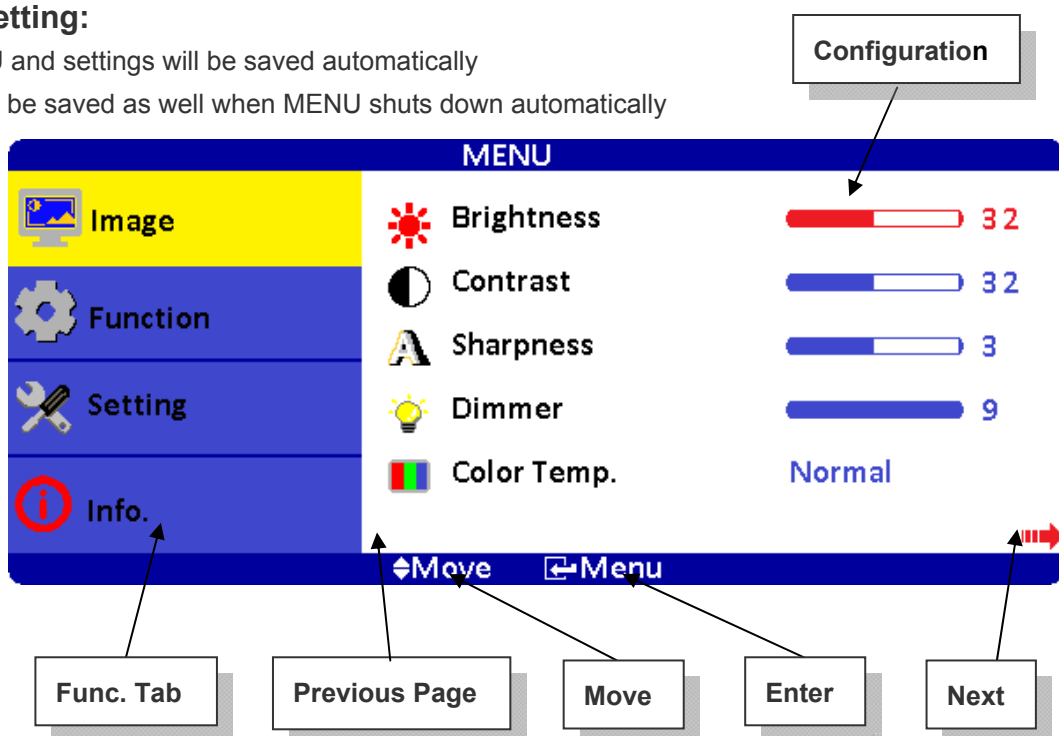 etting:
and settings will be saved automatically
be saved as well when MENU shuts down automatically
Configuration
MENU
Image
Function
Setting
Info.
Brightness 32
Contrast 32
Sharpness 3
Dimmer 9
Color Temp. Normal
Move Menu
Func. Tab
Previous Page
Move
Enter
Next